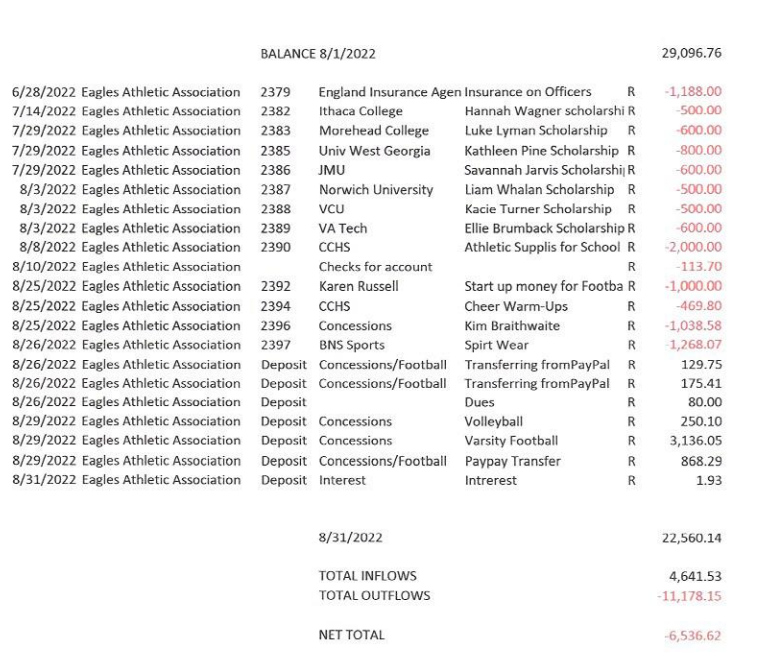 BALANCE 8/1/2022 29,096.76
6/28/2022 Eagles Athletic Association 2379 England Insurance Agen Insurance on Officers R -1,188.00
7/14/2022 Eagles Athletic Association 2382 Ithaca College Hannah Wagner scholarshi R -500.00
7/29/2022 Eagles Athletic Association 2383 Morehead College Luke Lyman Scholarship R -600.00
7/29/2022 Eagles Athletic Association 2385 Univ West Georgia Kathleen Pine Scholarship R -800.00
7/29/2022 Eagles Athletic Association 2386 JMU Savannah Jarvis Scholarshi R -600.00
8/3/2022 Eagles Athletic Association 2387 Norwich University Liam Whalan Scholarship R -500.00
8/3/2022 Eagles Athletic Association 2388 VCU Kacie Turner Scholarship R -500.00
8/3/2022 Eagles Athletic Association 2389 VA Tech Ellie Brumback Scholarship R -600.00
8/8/2022 Eagles Athletic Association 2390 CCHS Athletic Supplis for School R -2,000.00
8/10/2022 Eagles Athletic Association Checks for account R -113.70
8/25/2022 Eagles Athletic Association 2392 Karen Russell Start up money for Footba R -1,000.00
8/25/2022 Eagles Athletic Association 2394 CCHS Cheer Warm-Ups R -469.80
8/25/2022 Eagles Athletic Association 2396 Concessions Kim Braithwaite R -1,038.58
8/26/2022 Eagles Athletic Association 2397 BNS Sports Spirt Wear R -1,268.07
8/26/2022 Eagles Athletic Association Deposit Concessions/Football Transferring fromPayPal R 129.75
8/26/2022 Eagles Athletic Association Deposit Concessions/Football Transferring fromPayPal R 175.41
8/26/2022 Eagles Athletic Association Deposit Dues R 80.00
8/29/2022 Eagles Athletic Association Deposit Concessions Volleyball R 250.10
8/29/2022 Eagles Athletic Association Deposit Concessions Varsity Football R 3,136.05
8/29/2022 Eagles Athletic Association Deposit Concessions/Football Paypay Transfer R 868.29
8/31/2022 Eagles Athletic Association Deposit Interest Intrerest R 1.93
8/31/2022 22,560.14
TOTAL INFLOWS 4,641.53
TOTAL OUTFLOWS -11,178.15
NET TOTAL -6,536.62